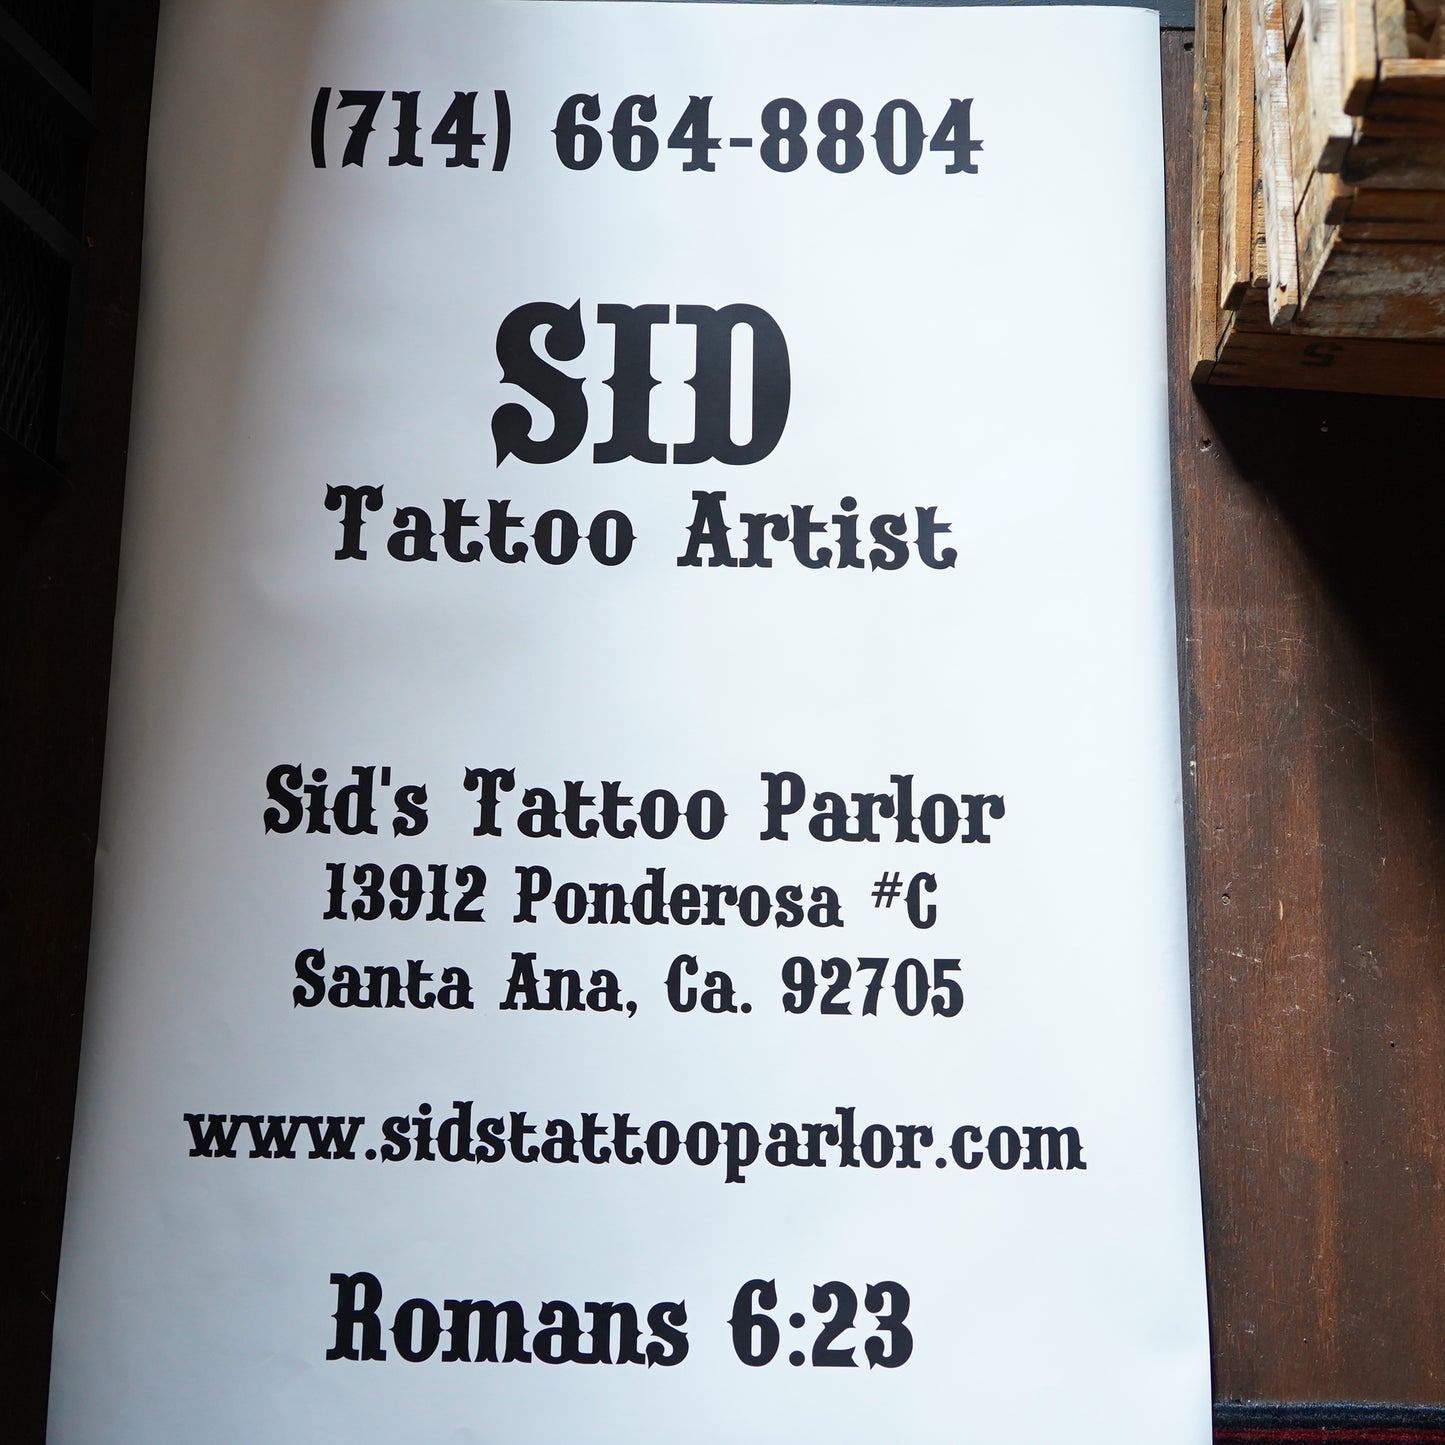 (714) 664-8804
SID
Tattoo Artist
Sid's Tattoo Parlor
13912 Ponderosa #C
Santa Ana, Ca. 92705
www.sidstattooparlor.com
Romans 6:23